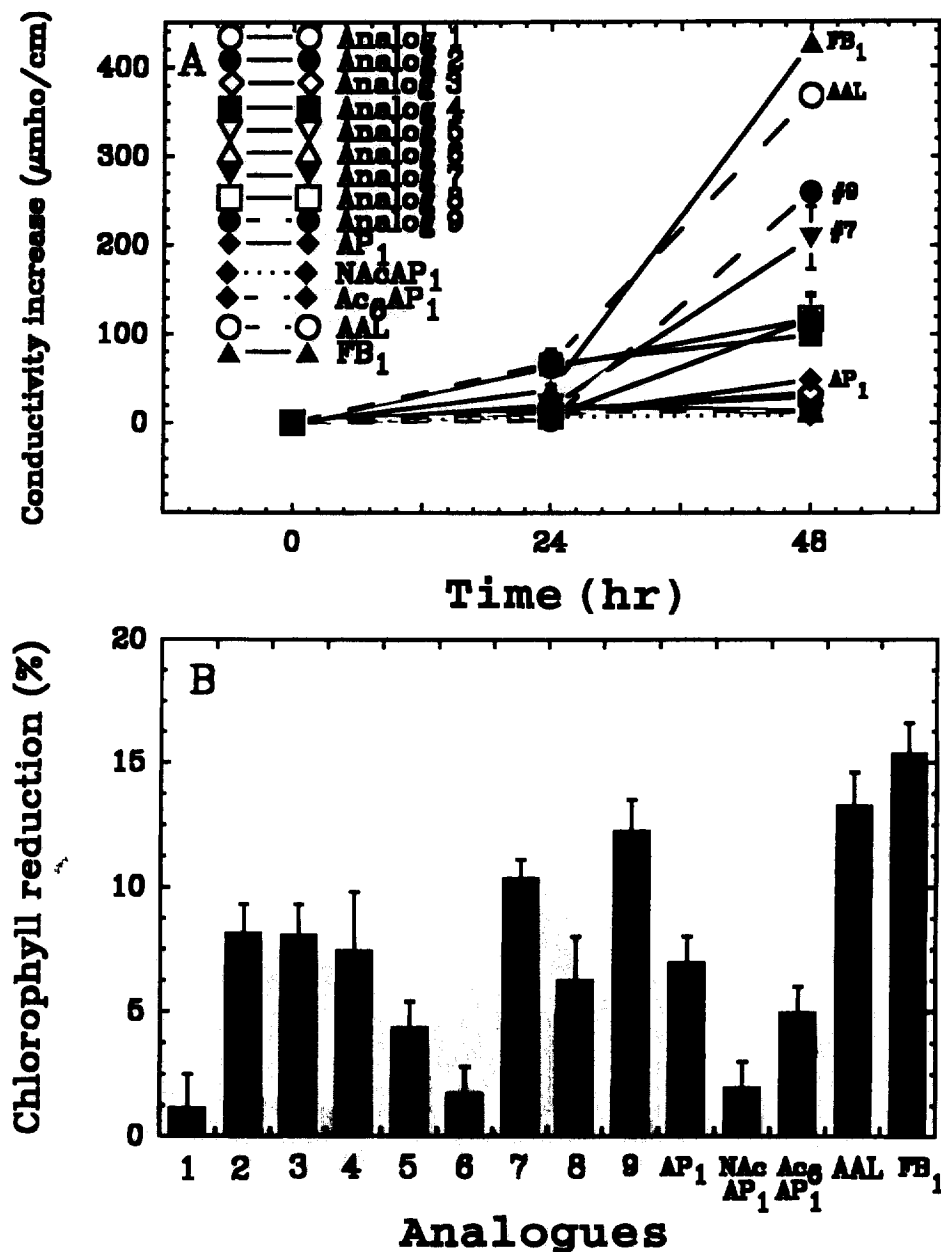 A
Analog 1
Analog 2
Analog 3
Analog 4
Analog 5
Analog 6
Analog 7
Analog 8
Analog 9
AP1
NAcAP1
Ac6AP1
AAL
FB1
Conductivity increase (µmho/cm)
400
300
200
100
0
FB1
AAL
#9
#7
AP1
0 24 48
Time (hr)
B
Chlorophyll reduction (%)
20
15
10
5
0
1 2 3 4 5 6 7 8 9 AP1 NAc AP1 Ac6 AP1 AAL FB1
Analogues